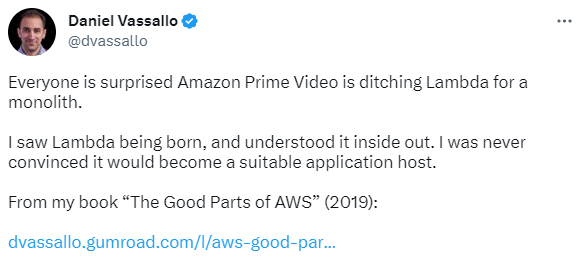 Daniel Vassallo
@dvassallo
Everyone is surprised Amazon Prime Video is ditching Lambda for a
monolith.
I saw Lambda being born, and understood it inside out. I was never
convinced it would become a suitable application host.
From my book “The Good Parts of AWS” (2019):
dvassallo.gumroad.com/l/aws-good-par...